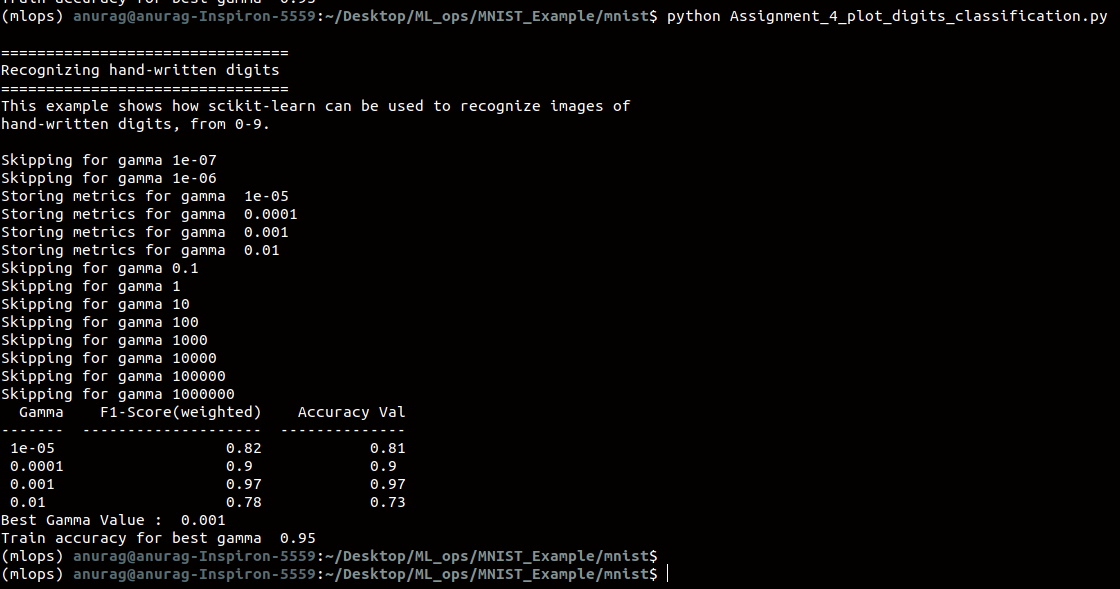 Train accuracy for best gamma  0.95
(mlops) anurag@anurag-Inspiron-5559:~/Desktop/ML_ops/MNIST_Example/mnist$ python Assignment_4_plot_digits_classification.py
================================
Recognizing hand-written digits
================================
This example shows how scikit-learn can be used to recognize images of
hand-written digits, from 0-9.
Skipping for gamma 1e-07
Skipping for gamma 1e-06
Storing metrics for gamma  1e-05
Storing metrics for gamma  0.0001
Storing metrics for gamma  0.001
Storing metrics for gamma  0.01
Skipping for gamma 0.1
Skipping for gamma 1
Skipping for gamma 10
Skipping for gamma 100
Skipping for gamma 1000
Skipping for gamma 10000
Skipping for gamma 100000
Skipping for gamma 1000000
  Gamma    F1-Score(weighted)    Accuracy Val
-------  --------------------  --------------
 1e-05                   0.82            0.81
 0.0001                  0.9             0.9
 0.001                   0.97            0.97
 0.01                    0.78            0.73
Best Gamma Value :  0.001
Train accuracy for best gamma  0.95
(mlops) anurag@anurag-Inspiron-5559:~/Desktop/ML_ops/MNIST_Example/mnist$
(mlops) anurag@anurag-Inspiron-5559:~/Desktop/ML_ops/MNIST_Example/mnist$